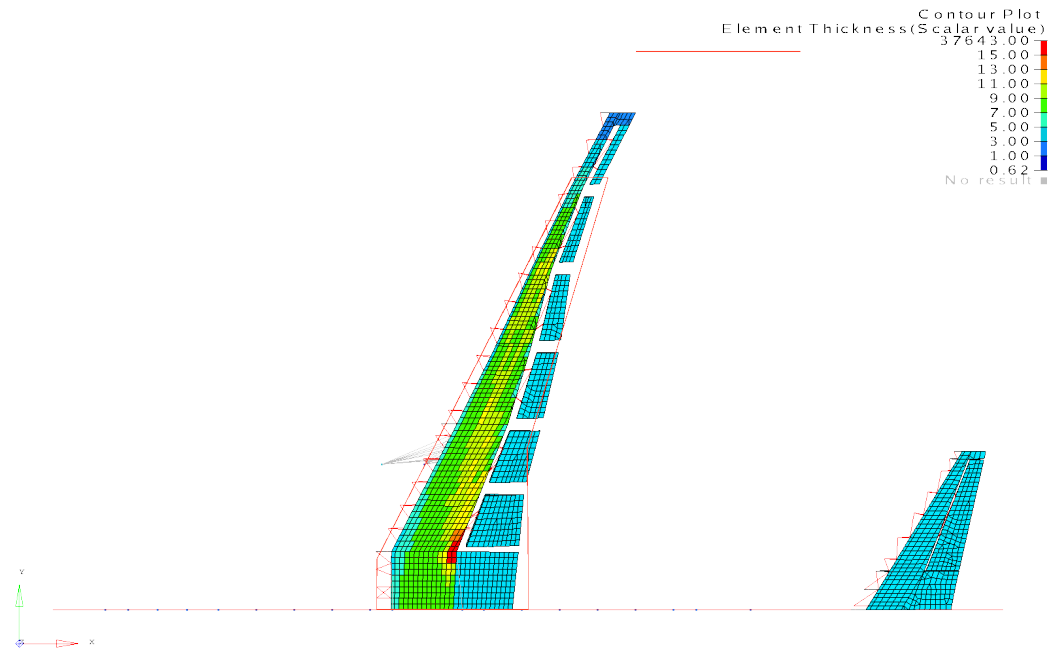 Contour Plot
Element Thickness(Scalar value)
37643.00
15.00
13.00
11.00
9.00
7.00
5.00
3.00
1.00
0.62
No result
Y
X